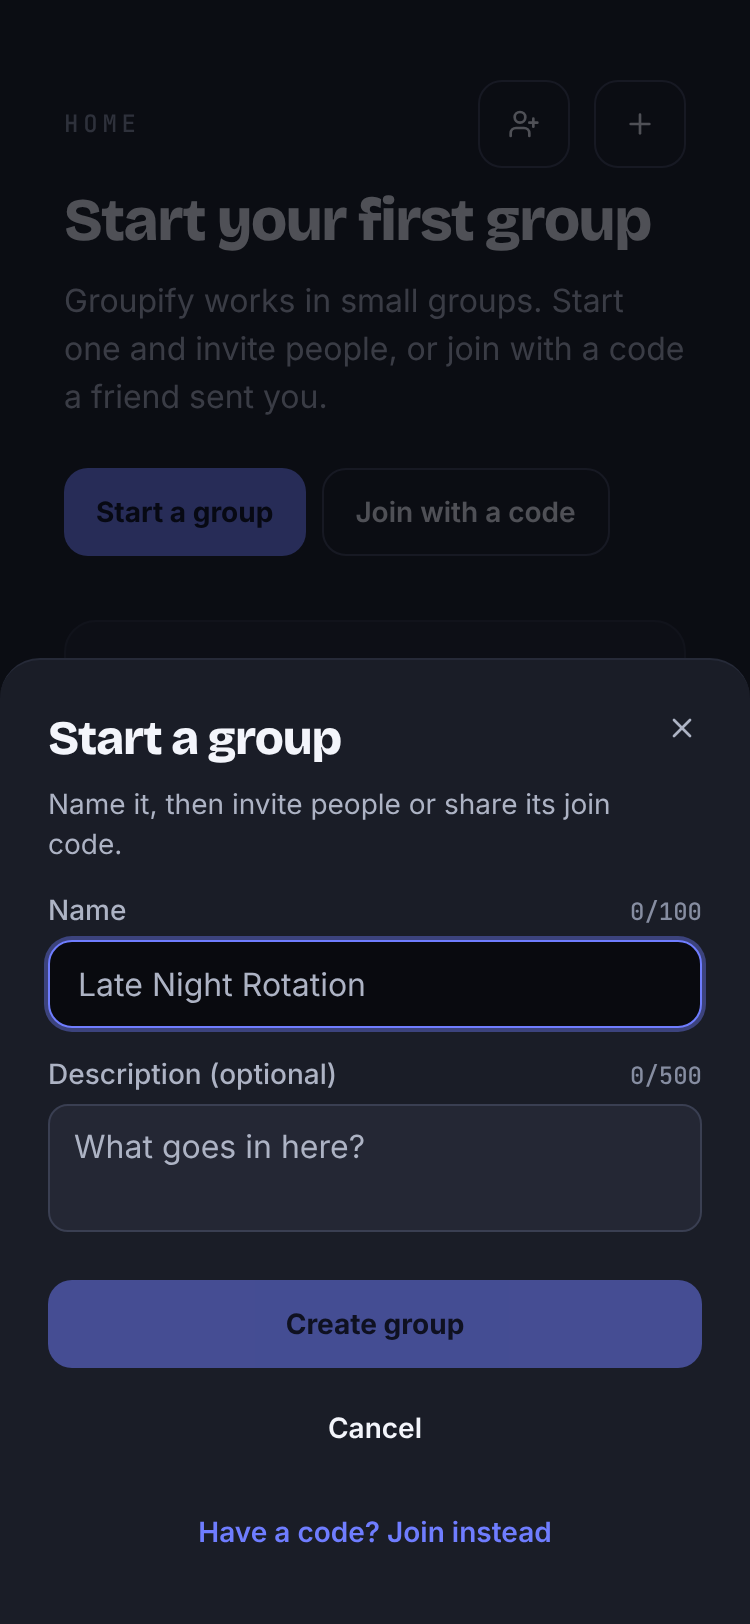 HOME
Start your first group
Groupify works in small groups. Start
one and invite people, or join with a code
a friend sent you.
Start a group
Join with a code
Start a group
Name it, then invite people or share its join
code.
Name
0/100
Late Night Rotation
Description (optional)
0/500
What goes in here?
Create group
Cancel
Have a code? Join instead